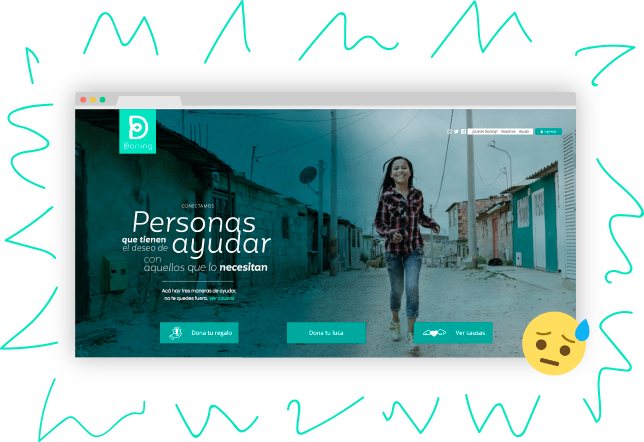 Doning
¿Qué es Doning? Nosotros Ayuda
Ingresar
CONECTAMOS
Personas
que tienen
el deseo de ayudar
con
aquellos que lo necesitan
Acá hay tres maneras de ayudar,
no te quedes fuera. Ver causas
Dona tu regalo
Dona tu luca
Ver causas